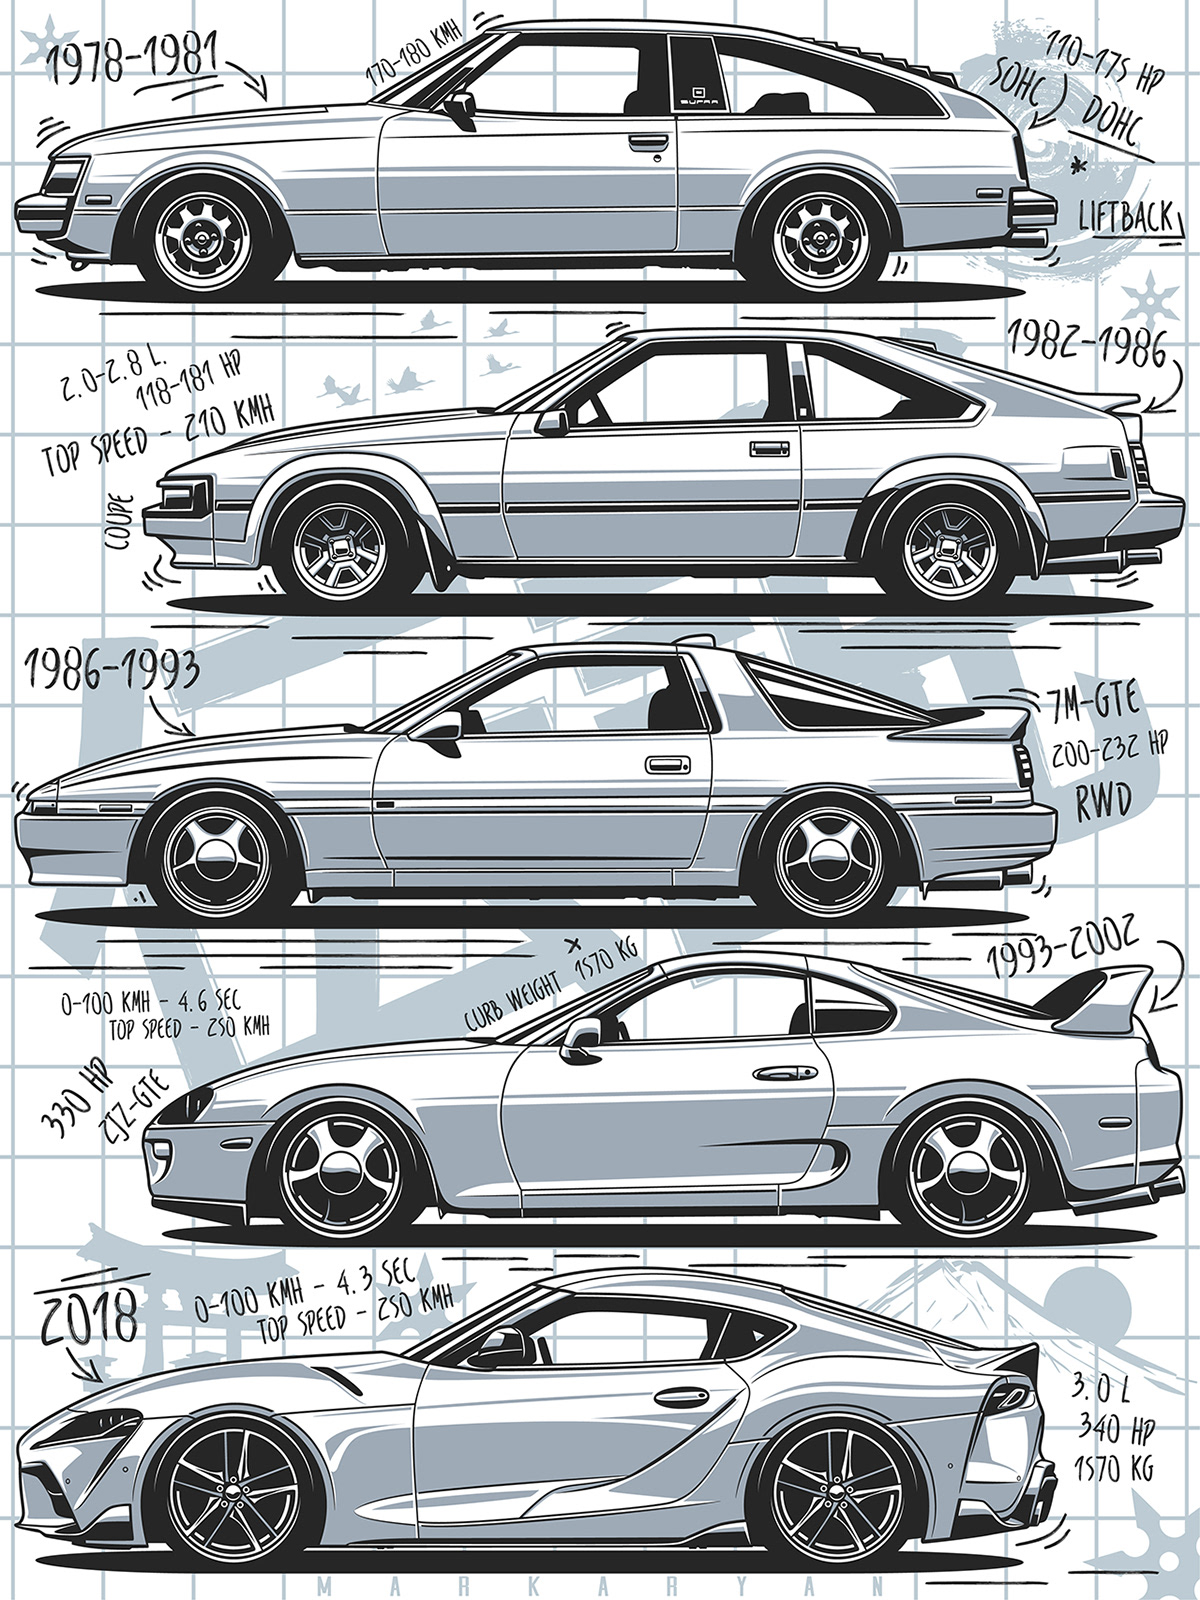 1978-1981
170-180 KMH
110-175 HP
SOHC / DOHC
*
LIFTBACK
SUPRA
1982-1986
2.0-2.8 L.
118-181 HP
TOP SPEED - 210 KMH
COUPE
1986-1993
7M-GTE
200-232 HP
RWD
1993-2002
CURB WEIGHT 1570 KG
0-100 KMH - 4.6 SEC
TOP SPEED - 250 KMH
330 HP
2JZ-GTE
2018
0-100 KMH - 4.3 SEC
TOP SPEED - 250 KMH
3.0 L
340 HP
1570 KG
MARKARYAN